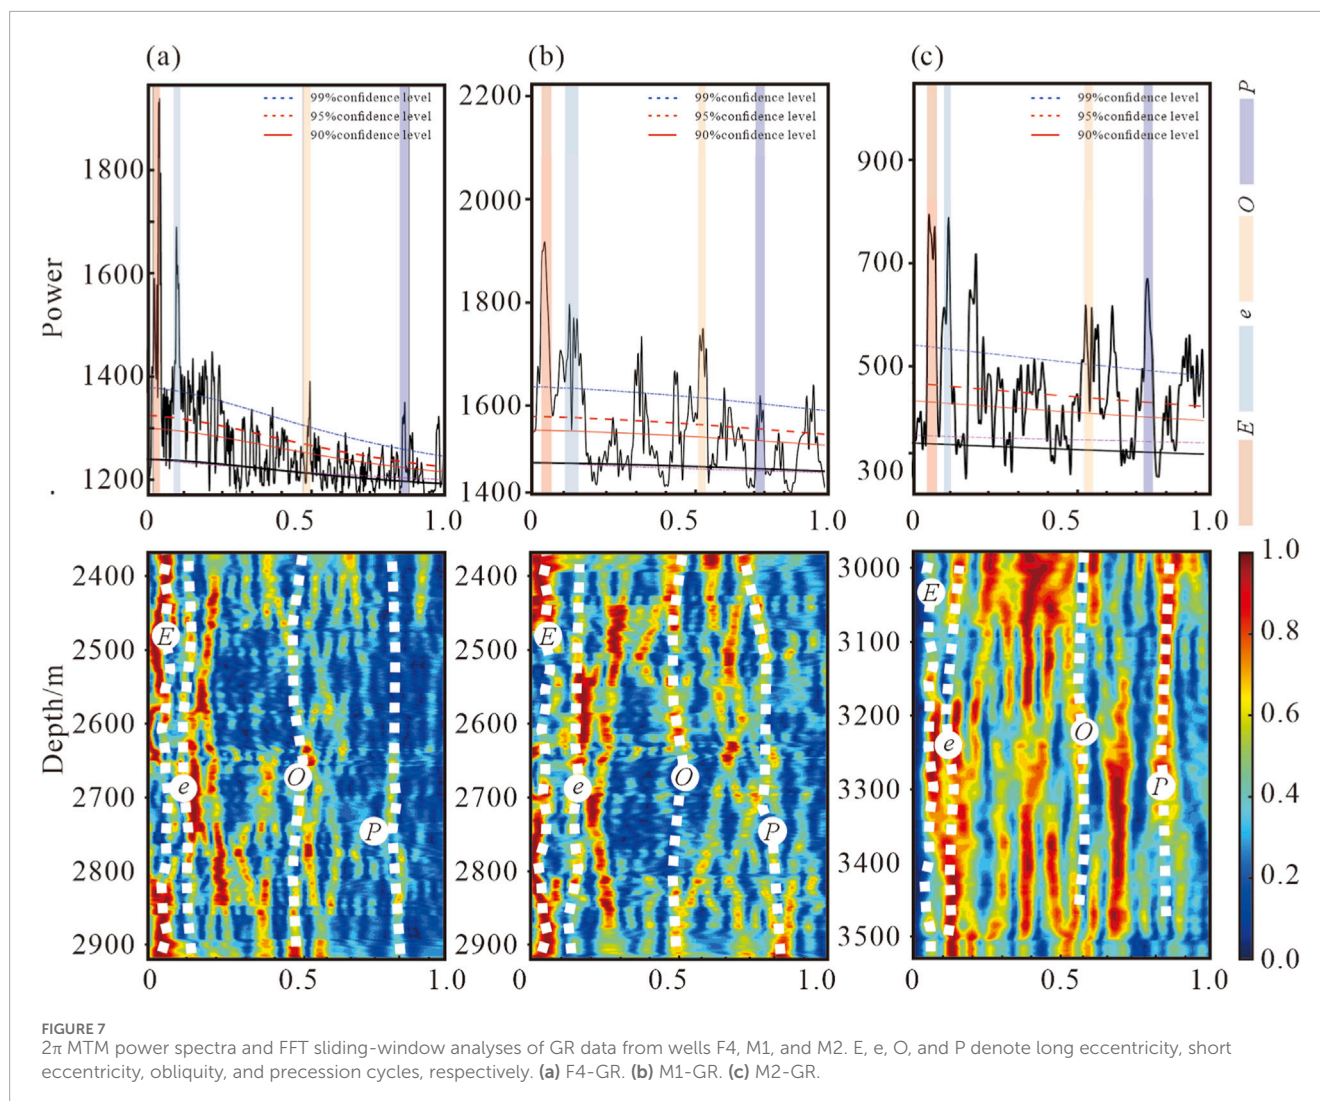 (a)
(b)
(c)
99%confidence level
95%confidence level
90%confidence level
99%confidence level
95%confidence level
90%confidence level
99%confidence level
95%confidence level
90%confidence level
Power
1800
1600
1400
1200
0
0.5
1.0
2200
2000
1800
1600
1400
0
0.5
1.0
900
700
500
300
0
0.5
1.0
P
O
e
E
Depth/m
2400
2500
2600
2700
2800
2900
E
e
O
P
0
0.5
1.0
2400
2500
2600
2700
2800
2900
E
e
O
P
0
0.5
1.0
3000
3100
3200
3300
3400
3500
E
e
O
P
0
0.5
1.0
1.0
0.8
0.6
0.4
0.2
0.0
FIGURE 7
2π MTM power spectra and FFT sliding-window analyses of GR data from wells F4, M1, and M2. E, e, O, and P denote long eccentricity, short
eccentricity, obliquity, and precession cycles, respectively. (a) F4-GR. (b) M1-GR. (c) M2-GR.